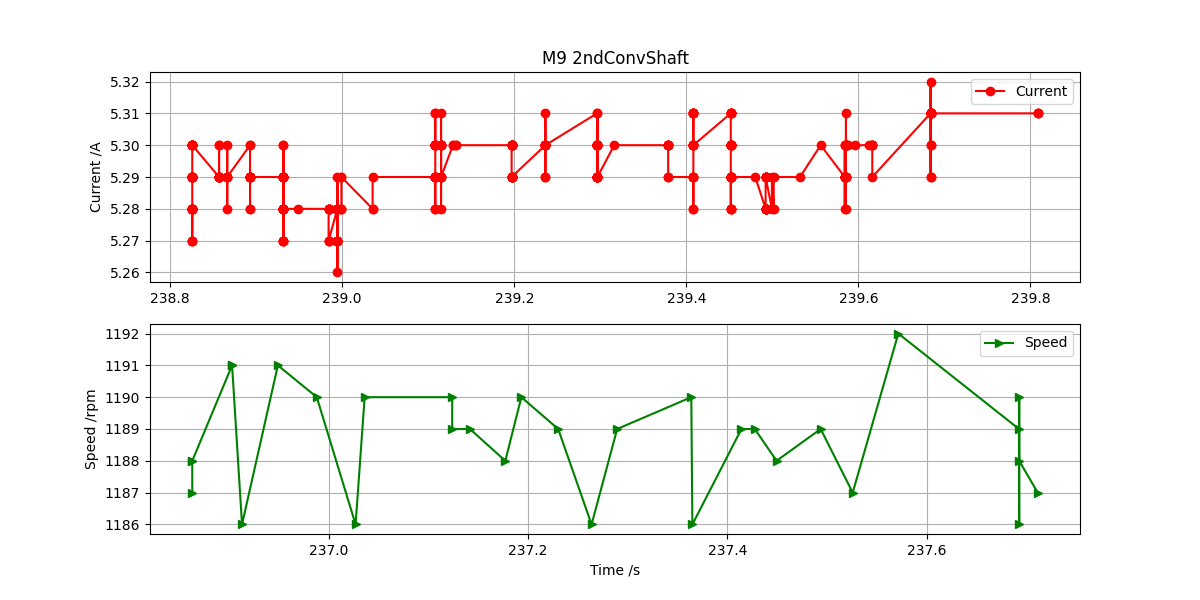 M9 2ndConvShaft
5.32
5.31
5.30
5.29
5.28
5.27
5.26
Current /A
Current
238.8 239.0 239.2 239.4 239.6 239.8
1192
1191
1190
1189
1188
1187
1186
Speed /rpm
Speed
237.0 237.2 237.4 237.6
Time /s